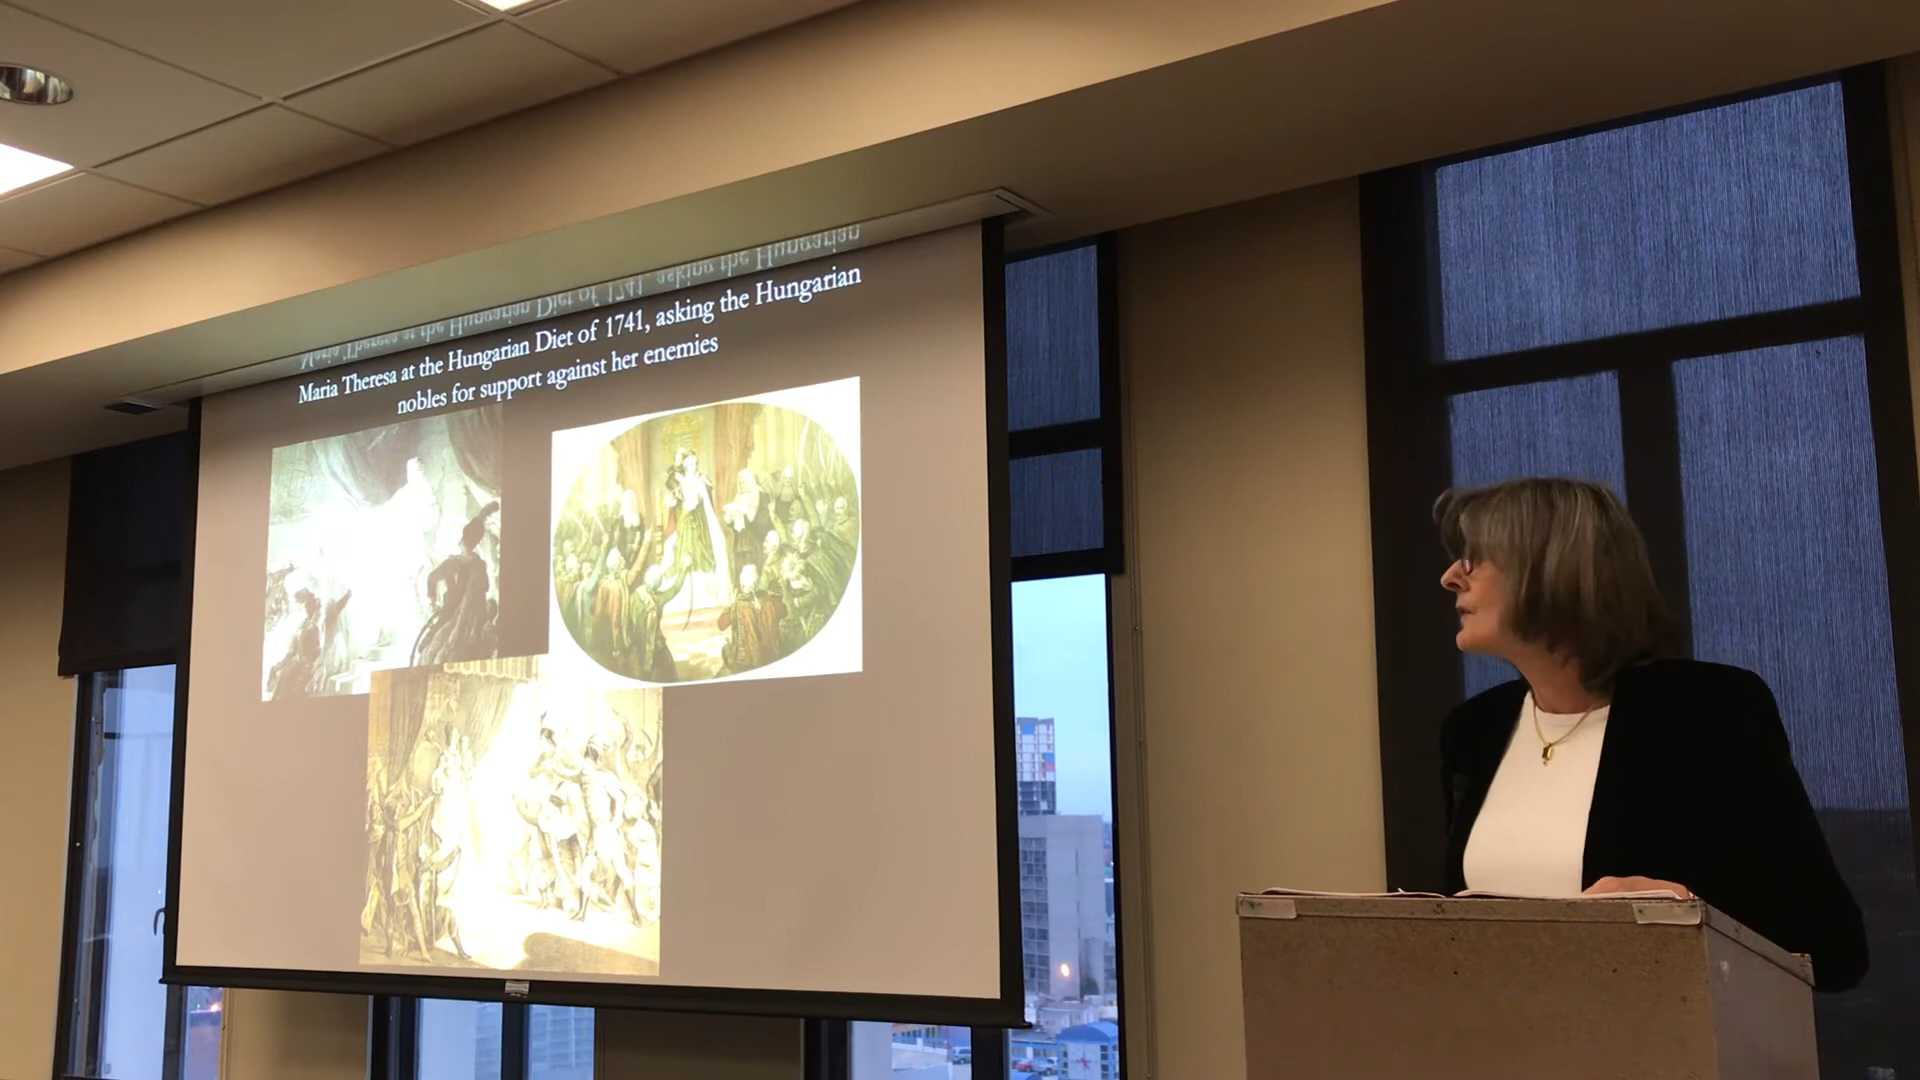 Maria Theresa at the Hungarian Diet of 1741, asking the Hungarian
nobles for support against her enemies